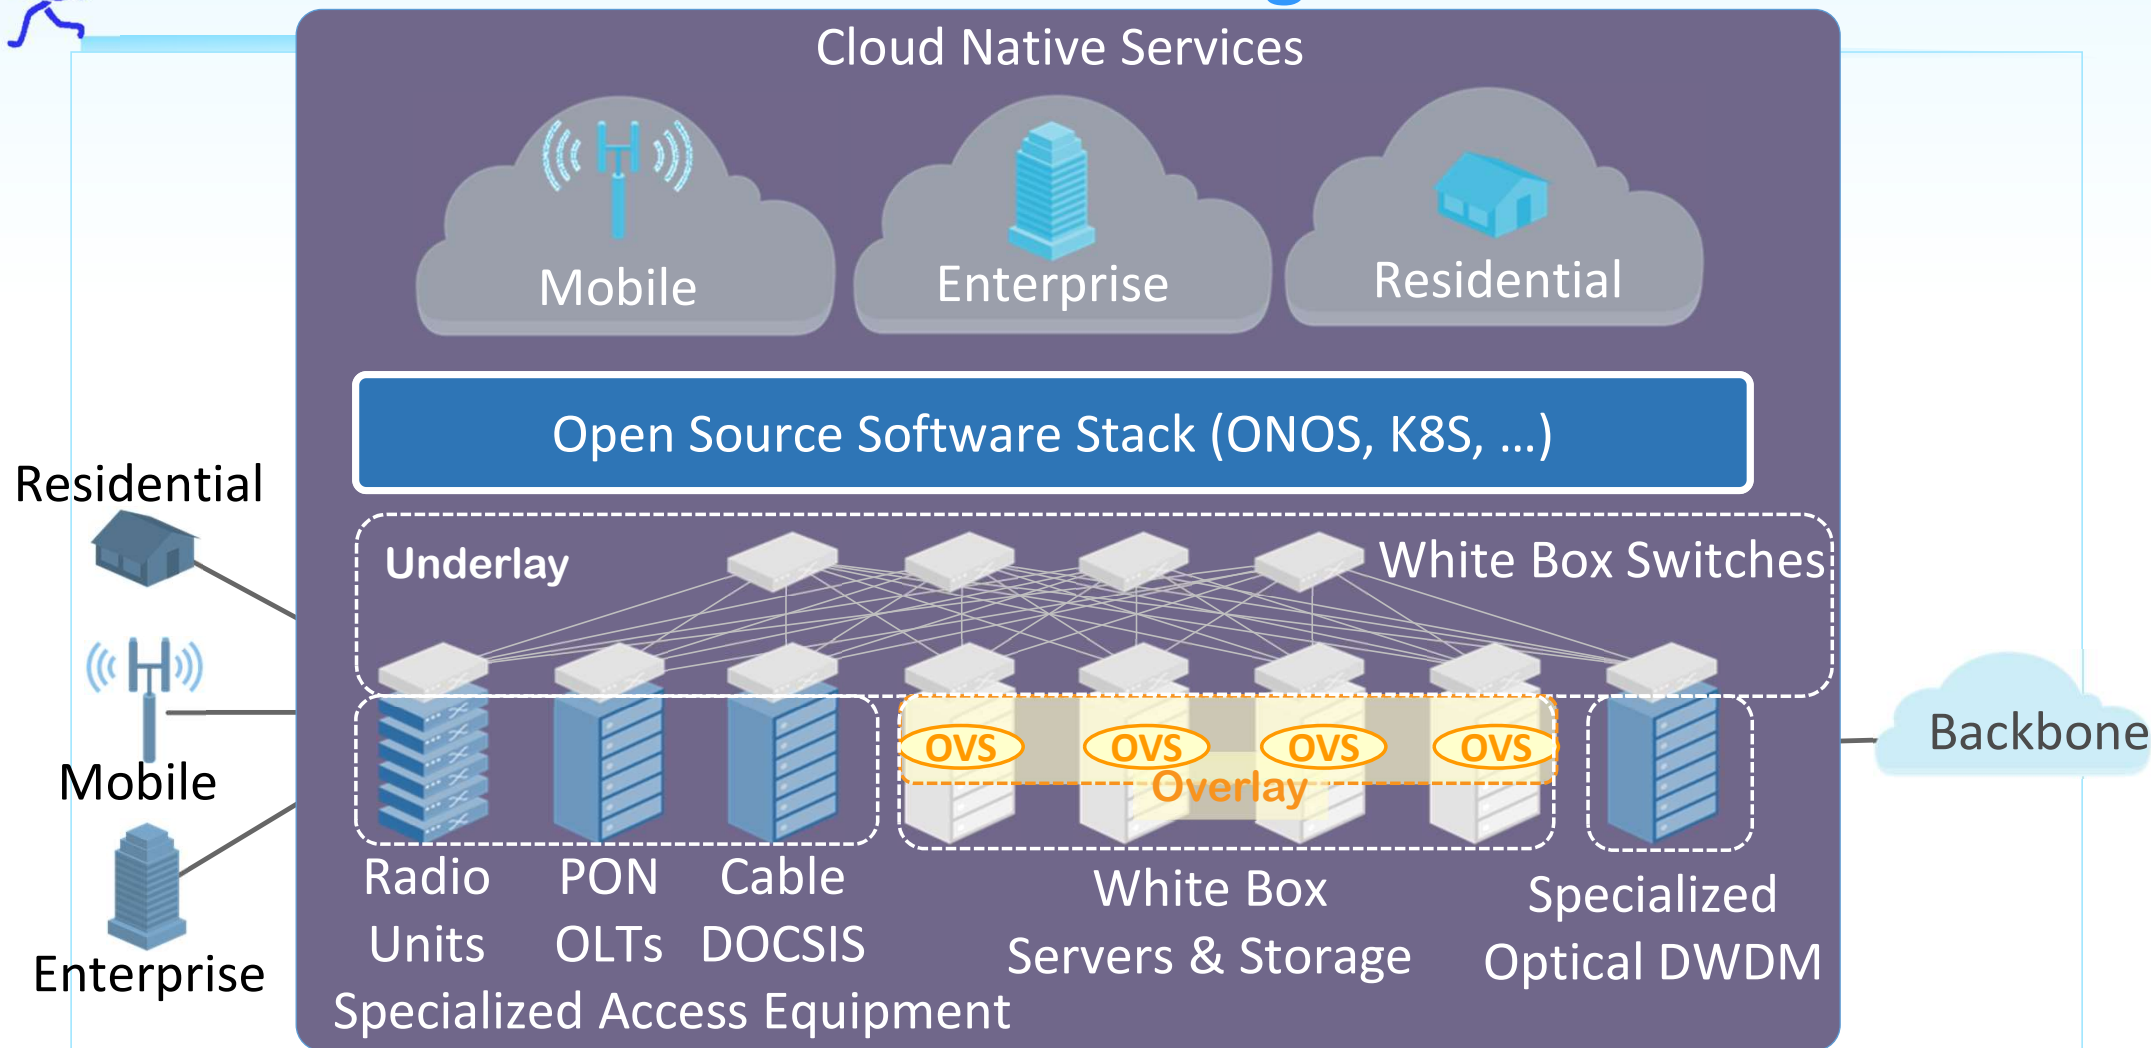 Cloud Native Services
Mobile
Enterprise
Residential
Open Source Software Stack (ONOS, K8S, ...)
Residential
Underlay
White Box Switches
Mobile
OVS
OVS
OVS
OVS
Overlay
Backbone
Enterprise
Radio
Units
PON
OLTs
Cable
DOCSIS
White Box
Servers & Storage
Specialized
Optical DWDM
Specialized Access Equipment